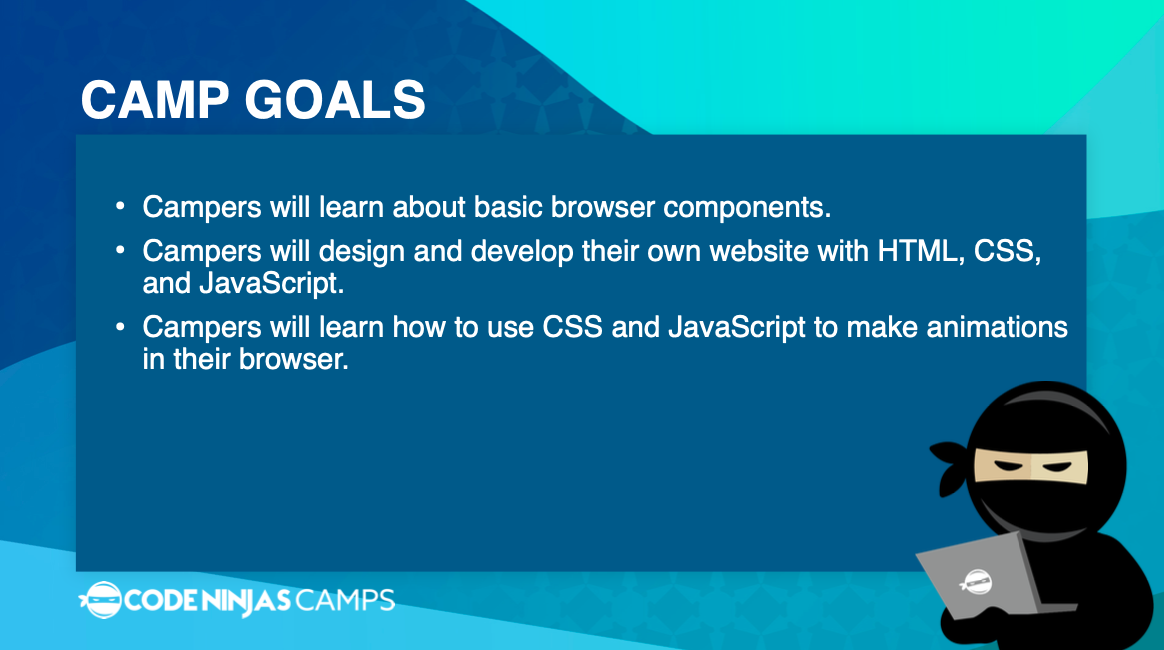 CAMP GOALS
• Campers will learn about basic browser components.
• Campers will design and develop their own website with HTML, CSS,
and JavaScript.
• Campers will learn how to use CSS and JavaScript to make animations
in their browser.
CODE NINJAS CAMPS